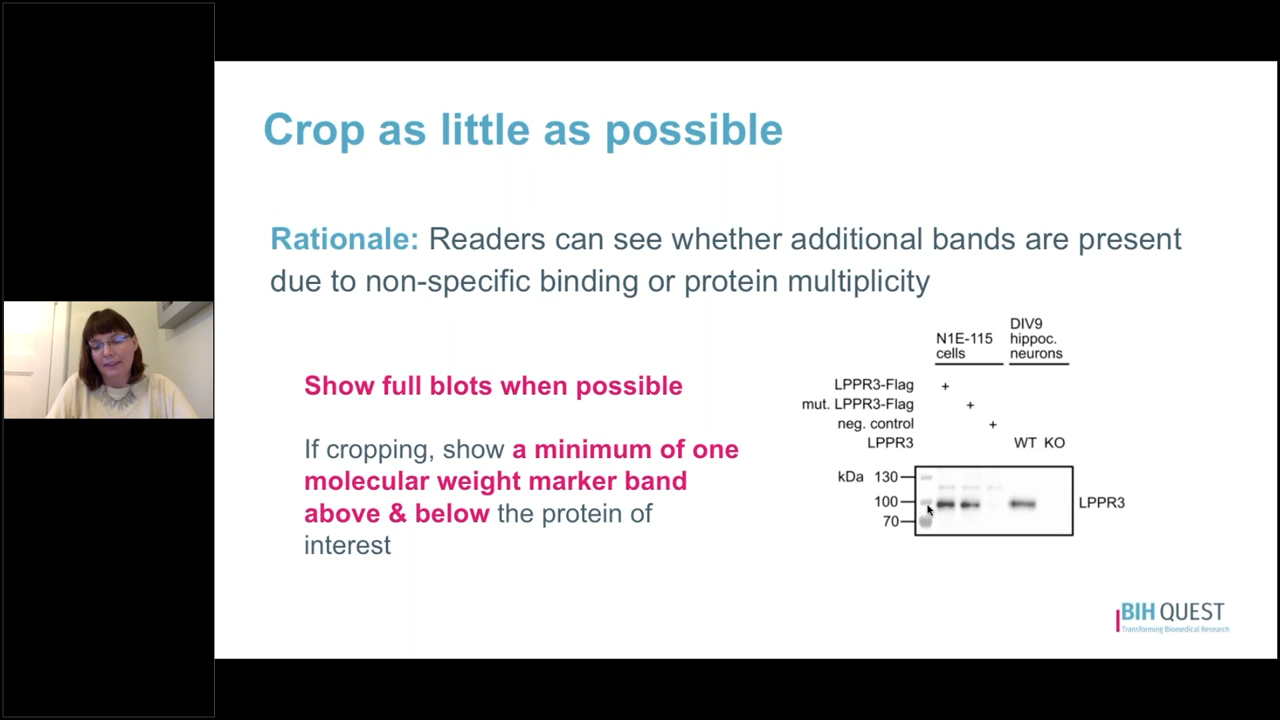 Crop as little as possible
Rationale: Readers can see whether additional bands are present
due to non-specific binding or protein multiplicity
Show full blots when possible
If cropping, show a minimum of one
molecular weight marker band
above & below the protein of
interest
N1E-115
cells
DIV9
hippoc.
neurons
LPPR3-Flag +
mut. LPPR3-Flag +
neg. control +
LPPR3 WT KO
kDa 130
100
70
LPPR3
BIH QUEST
Transforming Biomedical Research